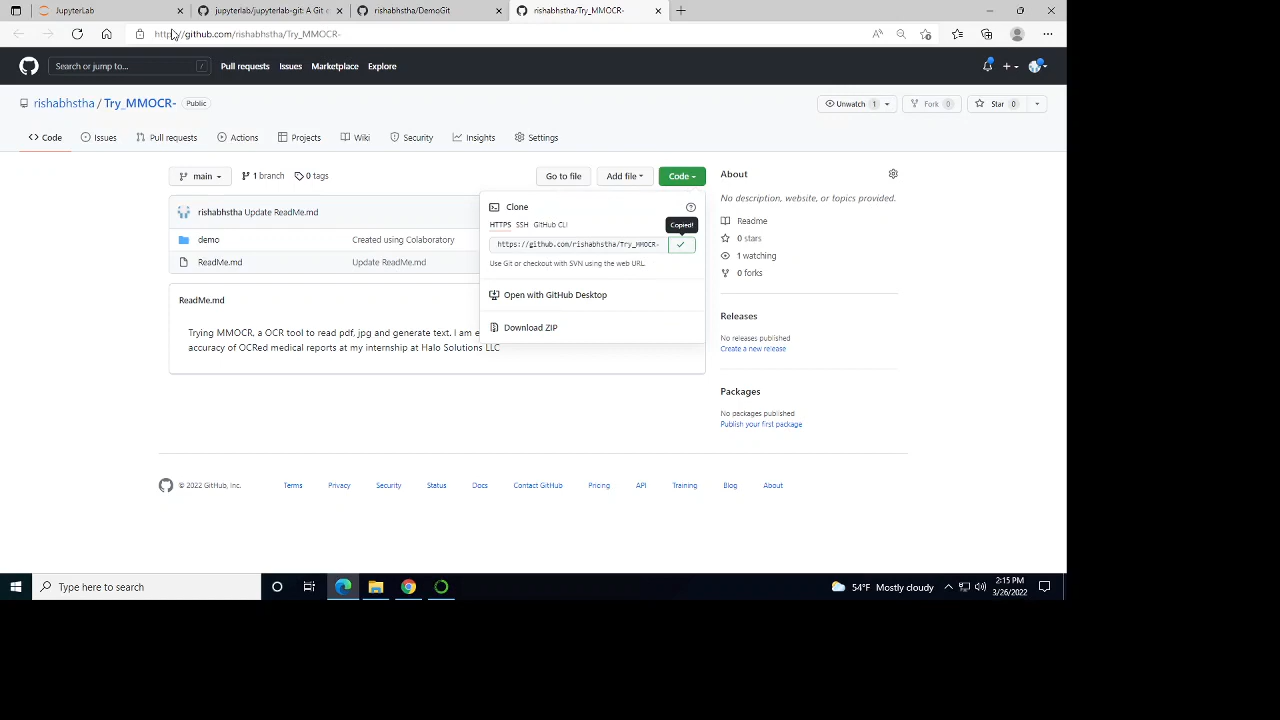 JupyterLab
jupyterlab/jupyterlab-git: A Git e
rishabhstha/DemoGit
rishabhstha/Try_MMOCR-
https://github.com/rishabhstha/Try_MMOCR-
Search or jump to...
/
Pull requests
Issues
Marketplace
Explore
rishabhstha / Try_MMOCR-
Public
Unwatch 1
Fork 0
Star 0
Code
Issues
Pull requests
Actions
Projects
Wiki
Security
Insights
Settings
main
1 branch
0 tags
Go to file
Add file
Code
About
No description, website, or topics provided.
rishabhstha Update ReadMe.md
Clone
HTTPS SSH GitHub CLI
Copied!
demo
Created using Colaboratory
https://github.com/rishabhstha/Try_MMOCR-
ReadMe.md
Update ReadMe.md
Use Git or checkout with SVN using the web URL.
Open with GitHub Desktop
Download ZIP
Readme
0 stars
1 watching
0 forks
ReadMe.md
Trying MMOCR, a OCR tool to read pdf, jpg and generate text. I am e
accuracy of OCRed medical reports at my internship at Halo Solutions LLC
Releases
No releases published
Create a new release
Packages
No packages published
Publish your first package
© 2022 GitHub, Inc.
Terms
Privacy
Security
Status
Docs
Contact GitHub
Pricing
API
Training
Blog
About
Type here to search
54°F Mostly cloudy
2:15 PM
3/26/2022